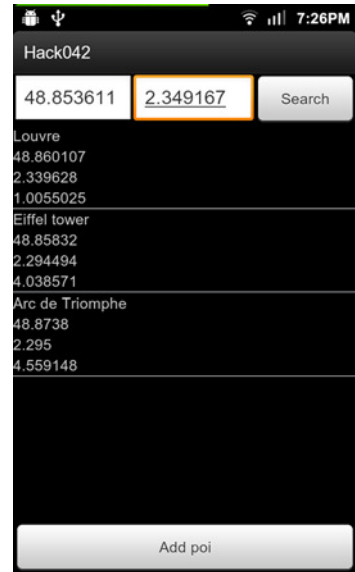 7:26PM
Hack042
48.853611 2.349167 Search
Louvre
48.860107
2.339628
1.0055025
Eiffel tower
48.85832
2.294494
4.038571
Arc de Triomphe
48.8738
2.295
4.559148
Add poi